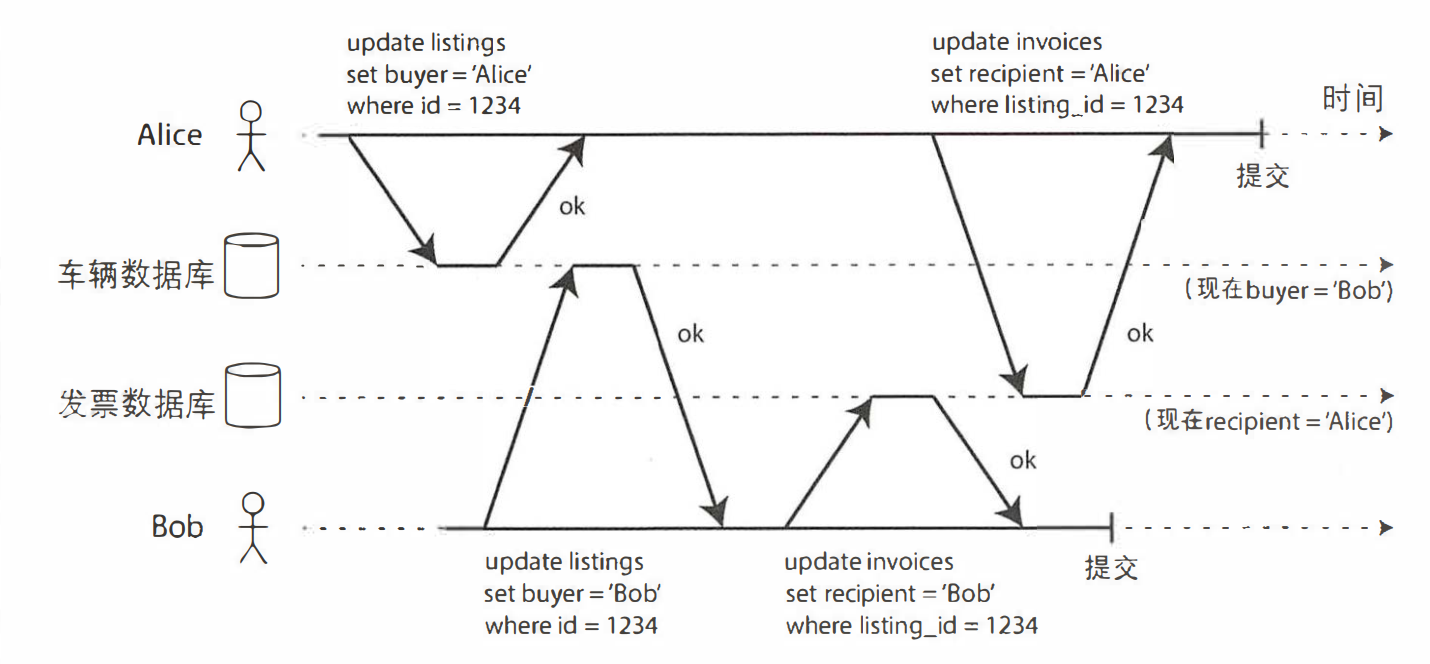 update listings
set buyer = 'Alice'
where id = 1234
update invoices
set recipient = 'Alice'
where listing_id = 1234
时间
Alice
提交
ok
车辆数据库
(现在buyer = 'Bob')
ok
ok
发票数据库
(现在recipient = 'Alice')
ok
Bob
提交
update listings
set buyer = 'Bob'
where id = 1234
update invoices
set recipient = 'Bob'
where listing_id = 1234